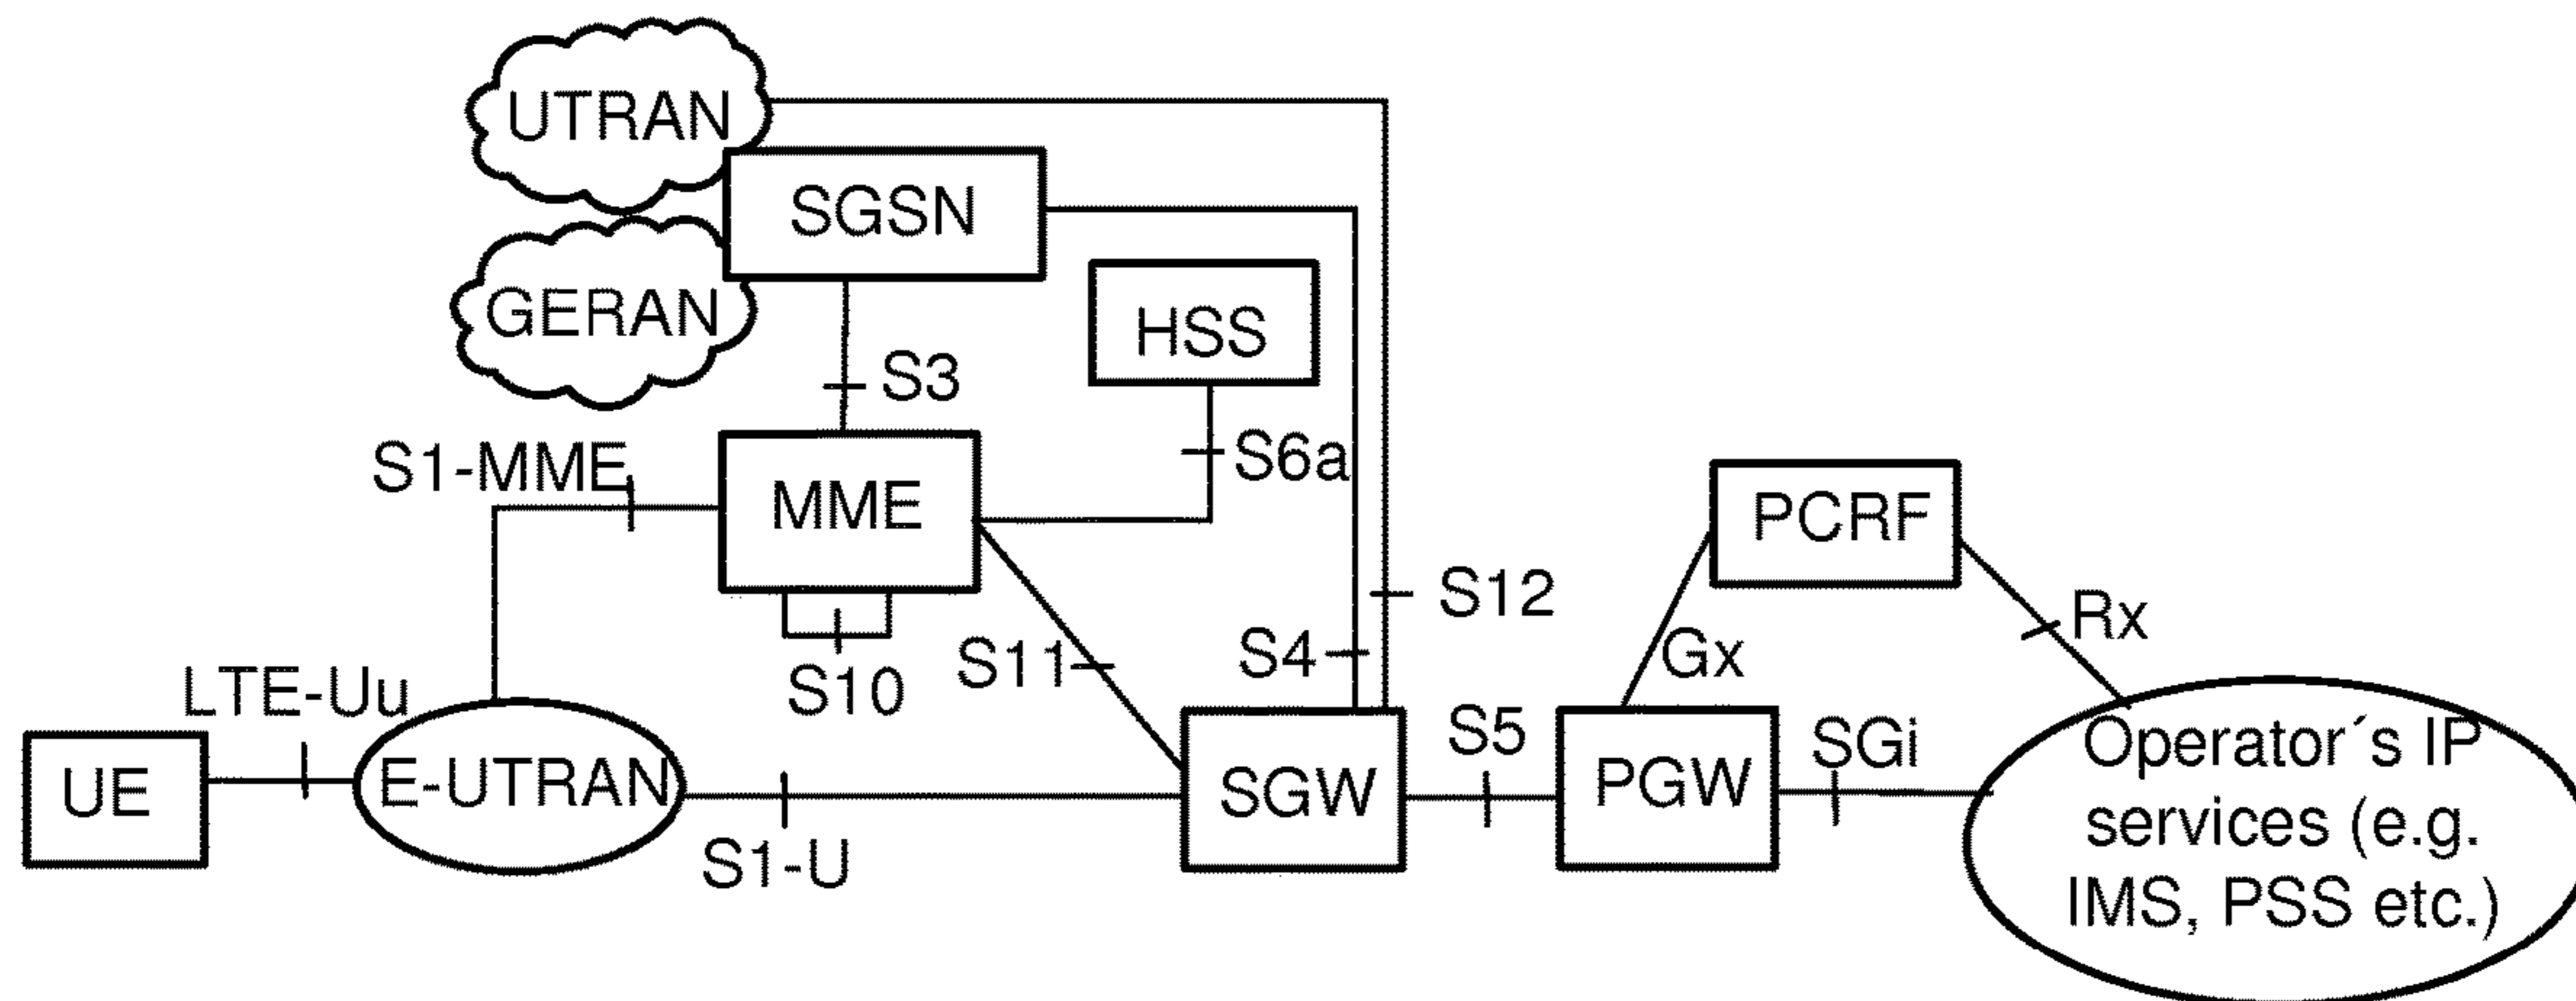 UTRAN
SGSN
GERAN
HSS
S3
S1-MME
S6a
MME
PCRF
S12
Rx
S4
Gx
S11
LTE-Uu
S10
S5
SGi
Operator´s IP
services (e.g.
IMS, PSS etc.)
UE
E-UTRAN
SGW
PGW
S1-U